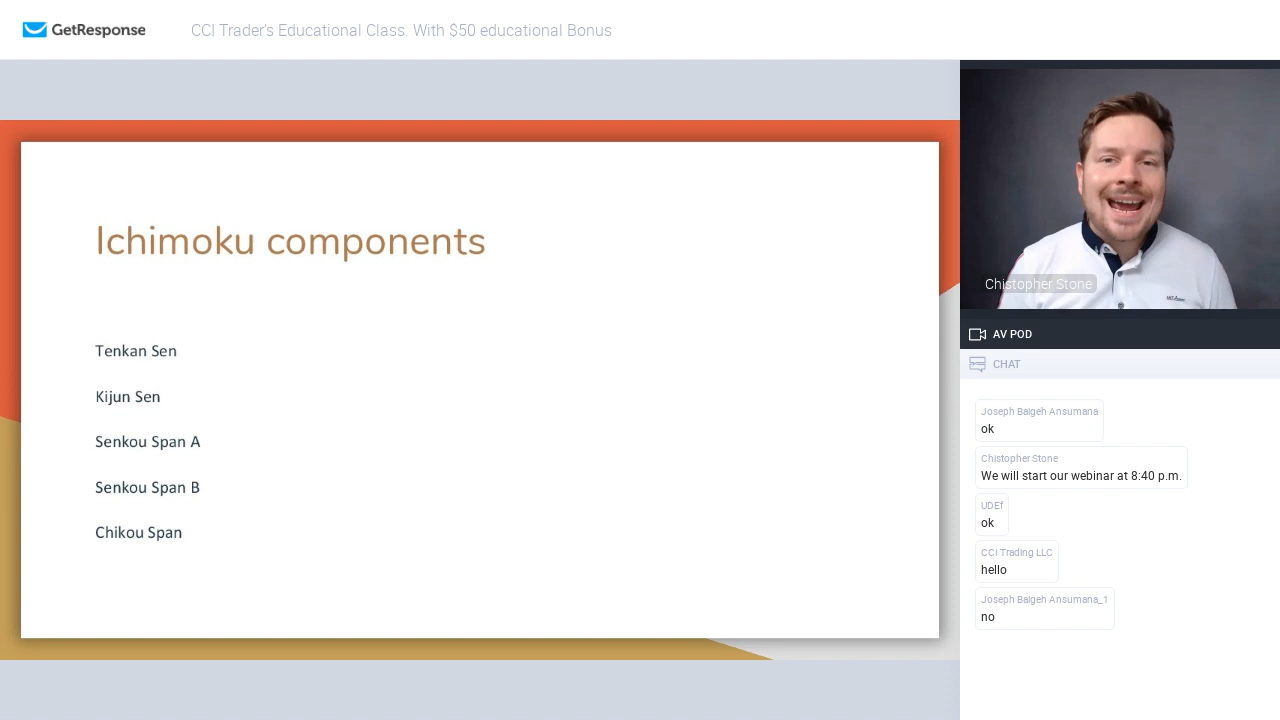 GetResponse
CCI Trader's Educational Class. With $50 educational Bonus
Ichimoku components
Tenkan Sen
Kijun Sen
Senkou Span A
Senkou Span B
Chikou Span
Chistopher Stone
AV POD
CHAT
Joseph Baigeh Ansumana
ok
Chistopher Stone
We will start our webinar at 8:40 p.m.
UDEf
ok
CCI Trading LLC
hello
Joseph Baigeh Ansumana_1
no